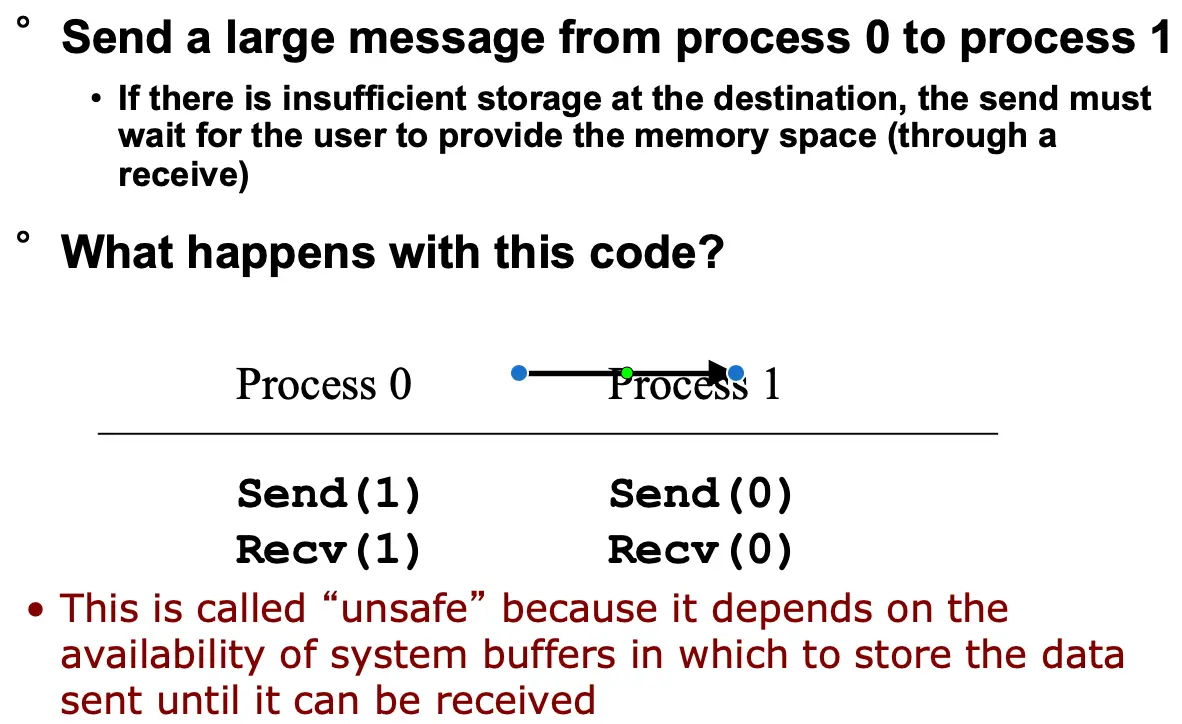 ° Send a large message from process 0 to process 1
• If there is insufficient storage at the destination, the send must
wait for the user to provide the memory space (through a
receive)
° What happens with this code?
Process 0 Process 1
Send(1) Send(0)
Recv(1) Recv(0)
• This is called “unsafe” because it depends on the
availability of system buffers in which to store the data
sent until it can be received